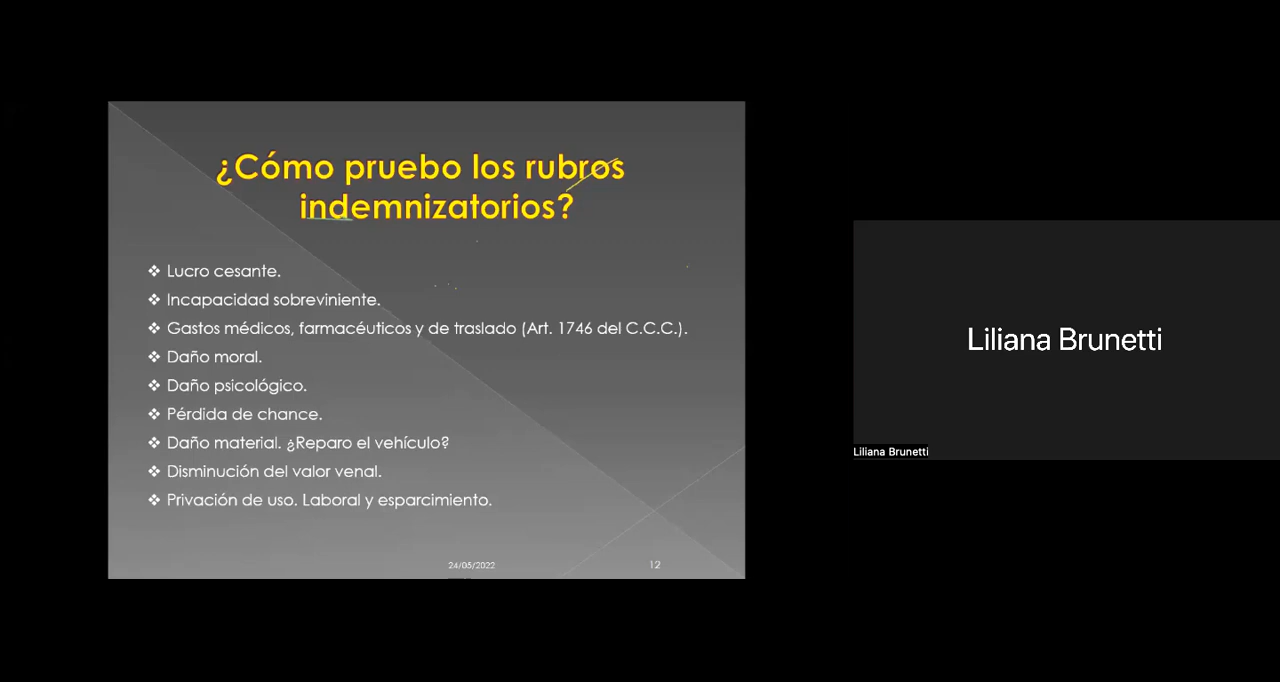 ¿Cómo pruebo los rubros
indemnizatorios?
❖ Lucro cesante.
❖ Incapacidad sobreviniente.
❖ Gastos médicos, farmacéuticos y de traslado (Art. 1746 del C.C.C.).
❖ Daño moral.
❖ Daño psicológico.
❖ Pérdida de chance.
❖ Daño material. ¿Reparo el vehículo?
❖ Disminución del valor venal.
❖ Privación de uso. Laboral y esparcimiento.
24/05/2022
12
Liliana Brunetti
Liliana Brunetti